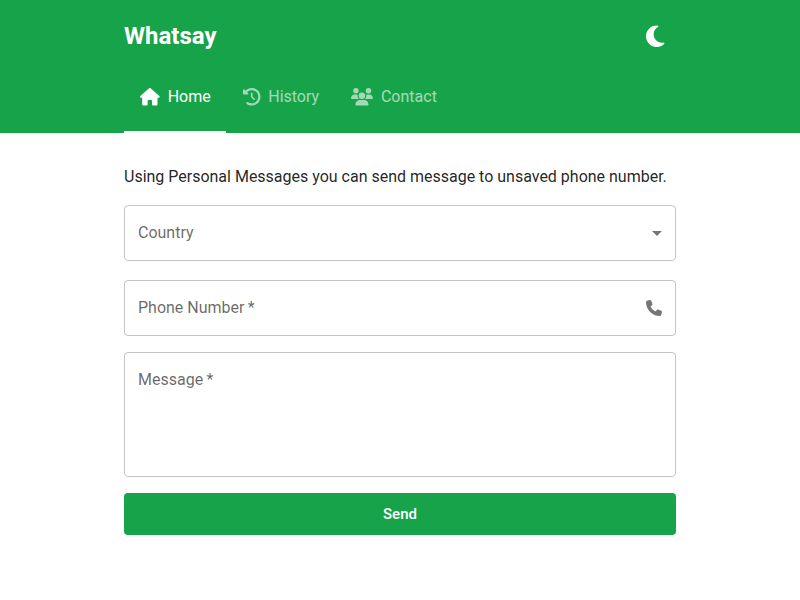 Whatsay
Home History Contact
Using Personal Messages you can send message to unsaved phone number.
Country
Phone Number *
Message *
Send